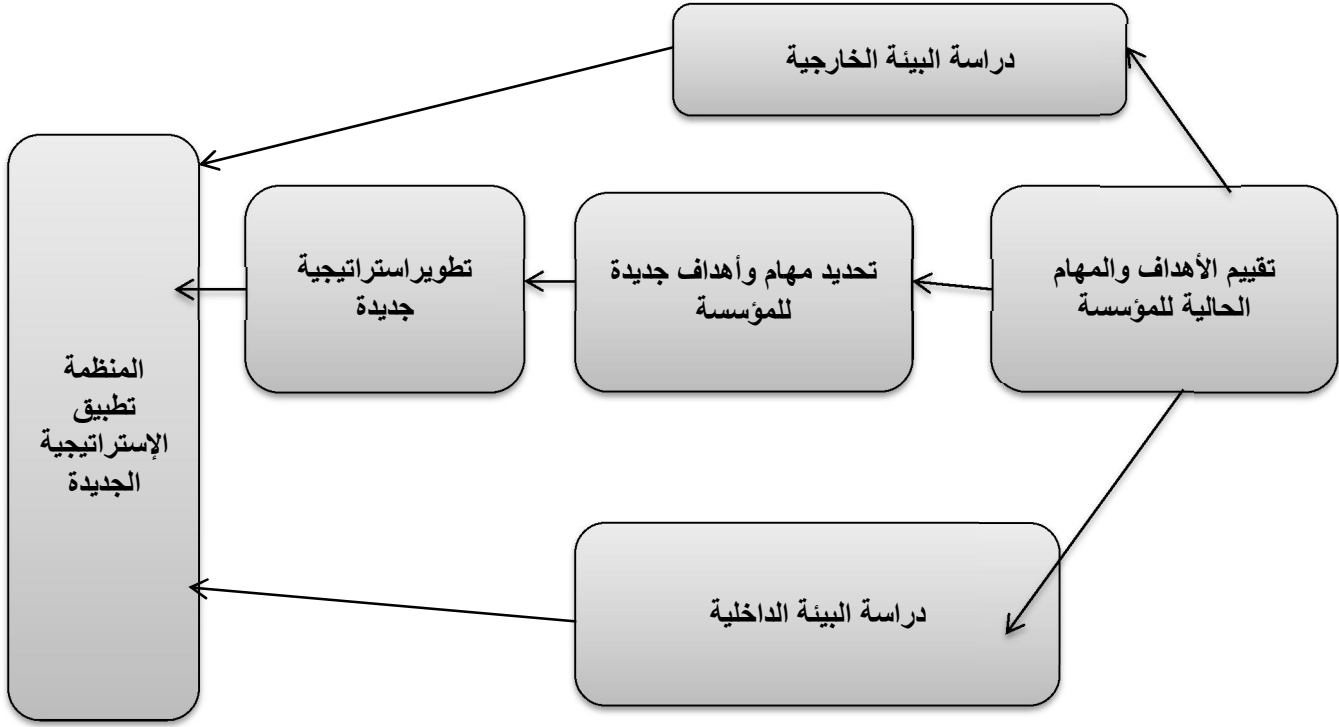 دراسة البيئة الخارجية
تقييم الأهداف والمهام
الحالية للمؤسسة
تحديد مهام وأهداف جديدة
للمؤسسة
تطويراستراتيجية
جديدة
المنظمة
تطبيق
الإستراتيجية
الجديدة
دراسة البيئة الداخلية